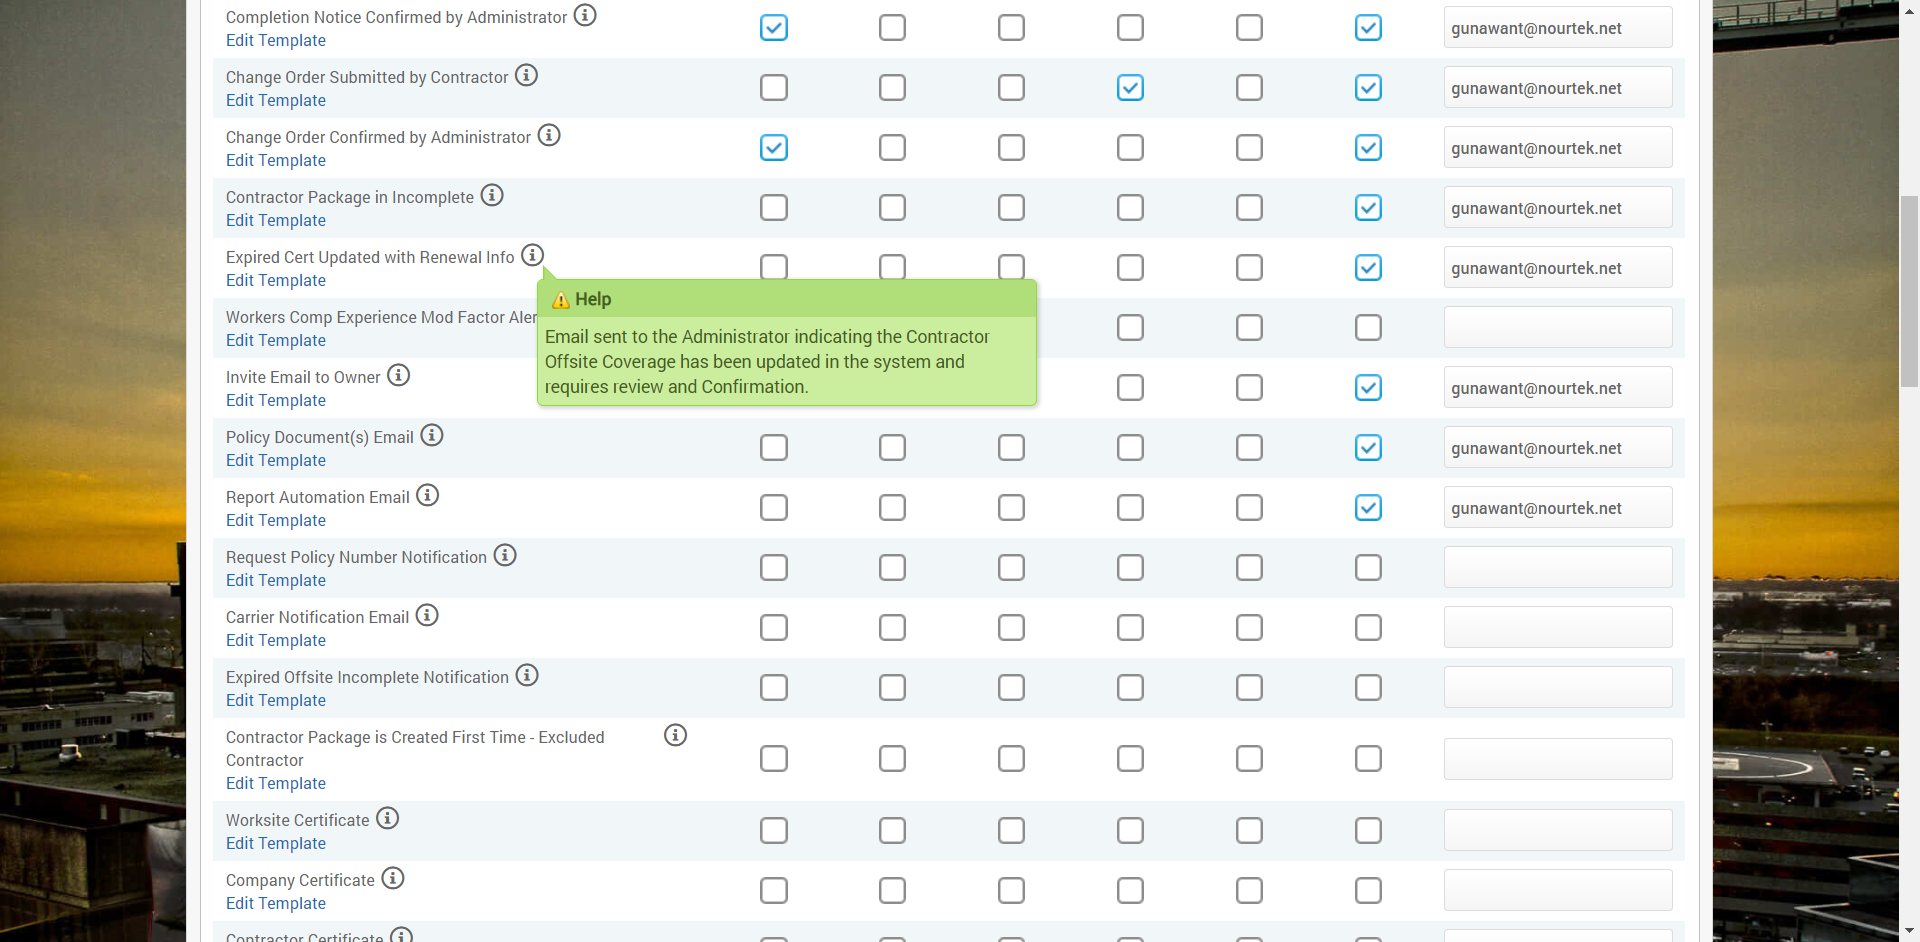 Completion Notice Confirmed by Administrator
Edit Template
gunawant@nourtek.net
Change Order Submitted by Contractor
Edit Template
gunawant@nourtek.net
Change Order Confirmed by Administrator
Edit Template
gunawant@nourtek.net
Contractor Package in Incomplete
Edit Template
gunawant@nourtek.net
Expired Cert Updated with Renewal Info
Edit Template
gunawant@nourtek.net
Help
Email sent to the Administrator indicating the Contractor
Offsite Coverage has been updated in the system and
requires review and Confirmation.
Workers Comp Experience Mod Factor Aler
Edit Template
Invite Email to Owner
Edit Template
gunawant@nourtek.net
Policy Document(s) Email
Edit Template
gunawant@nourtek.net
Report Automation Email
Edit Template
gunawant@nourtek.net
Request Policy Number Notification
Edit Template
Carrier Notification Email
Edit Template
Expired Offsite Incomplete Notification
Edit Template
Contractor Package is Created First Time - Excluded
Contractor
Edit Template
Worksite Certificate
Edit Template
Company Certificate
Edit Template
Contractor Certificate